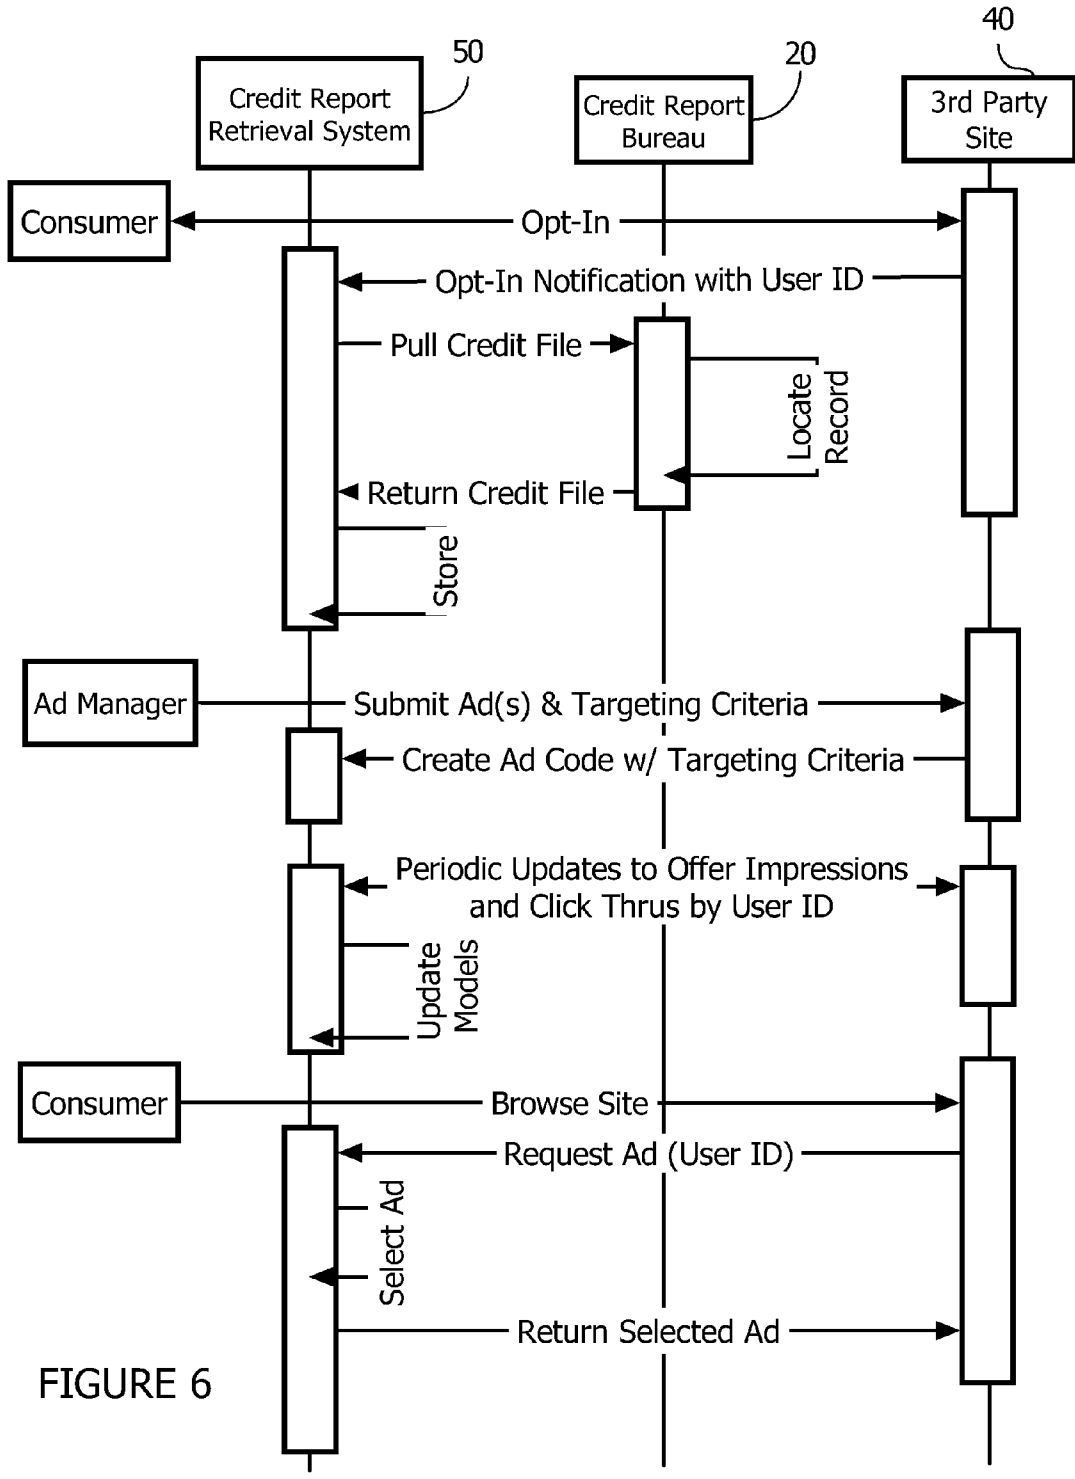 50
20
40
Credit Report
Retrieval System
Credit Report
Bureau
3rd Party
Site
Consumer
Opt-In
Opt-In Notification with User ID
Pull Credit File
Locate
Record
Return Credit File
Store
Ad Manager
Submit Ad(s) & Targeting Criteria
Create Ad Code w/ Targeting Criteria
Periodic Updates to Offer Impressions
and Click Thrus by User ID
Update
Models
Consumer
Browse Site
Request Ad (User ID)
Select Ad
Return Selected Ad
FIGURE 6